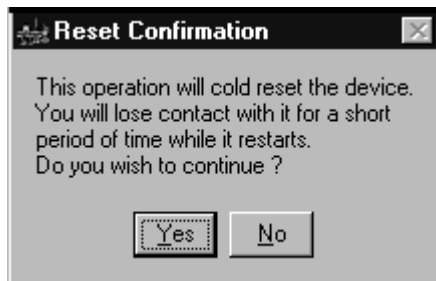 Reset Confirmation
This operation will cold reset the device.
You will lose contact with it for a short
period of time while it restarts.
Do you wish to continue ?
Yes
No